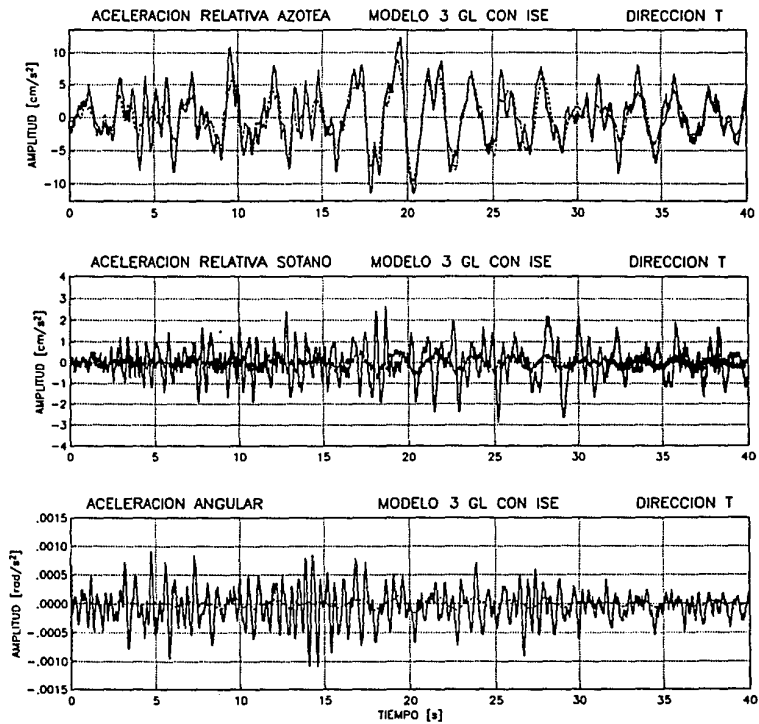 ACELERACION RELATIVA AZOTEA MODELO 3 GL CON ISE DIRECCION T
AMPLITUD [cm/s²]
10
5
0
-5
-10
0 5 10 15 20 25 30 35 40
ACELERACION RELATIVA SOTANO MODELO 3 GL CON ISE DIRECCION T
AMPLITUD [cm/s²]
4
3
2
1
0
-1
-2
-3
-4
0 5 10 15 20 25 30 35 40
ACELERACION ANGULAR MODELO 3 GL CON ISE DIRECCION T
AMPLITUD [rad/s²]
.0015
.0010
.0005
.0000
-.0005
-.0010
-.0015
0 5 10 15 20 25 30 35 40
TIEMPO [s]